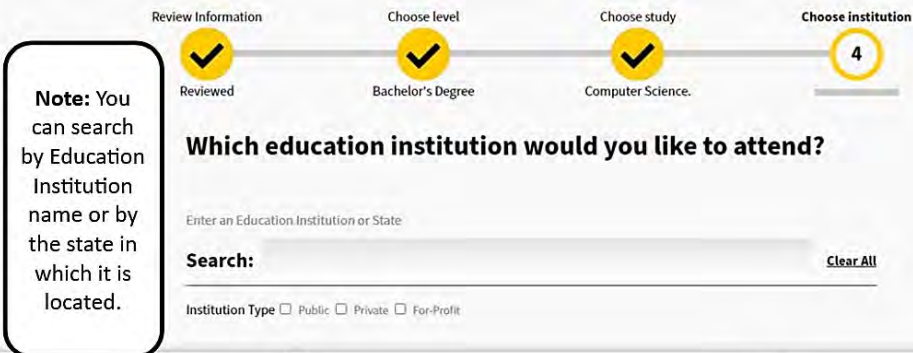 Review Information
Choose level
Choose study
Choose institution
4
Reviewed
Bachelor's Degree
Computer Science.
Note: You
can search
by Education
Institution
name or by
the state in
which it is
located.
Which education institution would you like to attend?
Enter an Education Institution or State
Search:
Clear All
Institution Type Public Private For-Profit